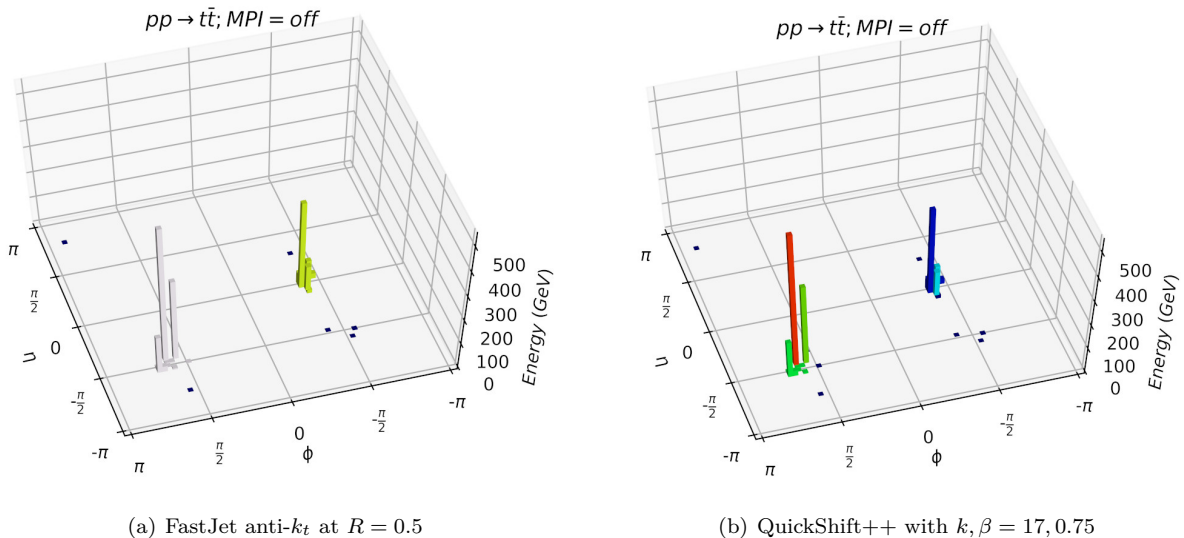 pp → tt̄; MPI = off
π
π/2
0
-π/2
-π
η
π
π/2
0
-π/2
-π
ϕ
500
400
300
200
100
0
Energy (GeV)
(a) FastJet anti-kₜ at R = 0.5
pp → tt̄; MPI = off
π
π/2
0
-π/2
-π
η
π
π/2
0
-π/2
-π
ϕ
500
400
300
200
100
0
Energy (GeV)
(b) QuickShift++ with k, β = 17, 0.75